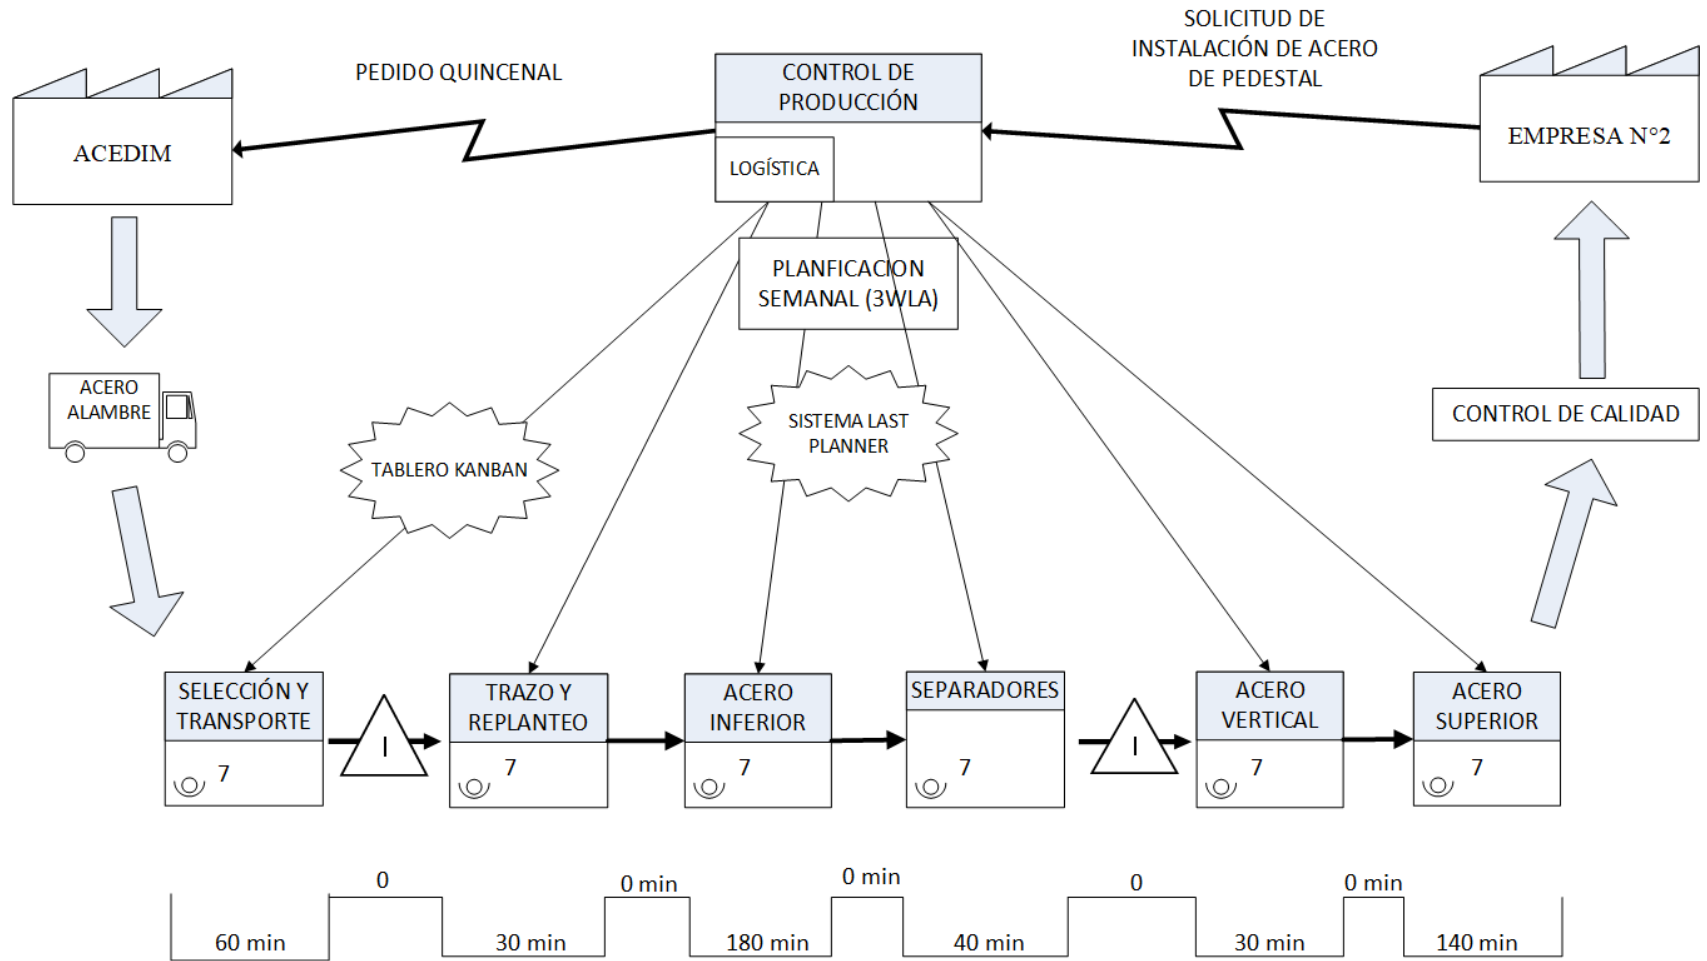 SOLICITUD DE
INSTALACIÓN DE ACERO
DE PEDESTAL
PEDIDO QUINCENAL
CONTROL DE
PRODUCCIÓN
LOGÍSTICA
ACEDIM
EMPRESA N°2
PLANFICACION
SEMANAL (3WLA)
ACERO
ALAMBRE
SISTEMA LAST
PLANNER
CONTROL DE CALIDAD
TABLERO KANBAN
SELECCIÓN Y
TRANSPORTE
7
I
TRAZO Y
REPLANTEO
7
ACERO
INFERIOR
7
SEPARADORES
7
I
ACERO
VERTICAL
7
ACERO
SUPERIOR
7
0
0 min
0 min
0
0 min
60 min
30 min
180 min
40 min
30 min
140 min